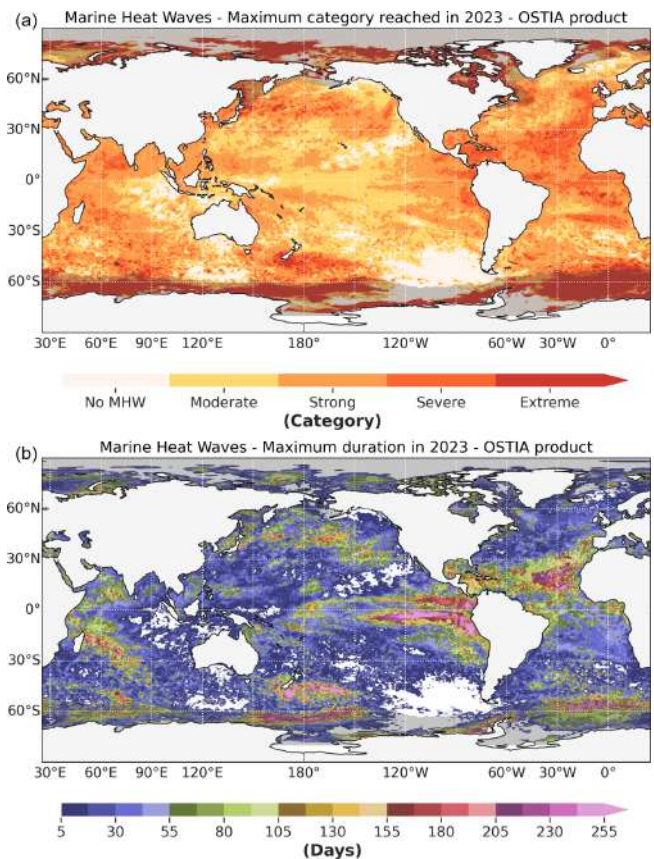 (a)
Marine Heat Waves - Maximum category reached in 2023 - OSTIA product
60°N
30°N
0°
30°S
60°S
30°E 60°E 90°E 120°E 180° 120°W 60°W 30°W 0°
No MHW Moderate Strong Severe Extreme
(Category)
(b)
Marine Heat Waves - Maximum duration in 2023 - OSTIA product
60°N
30°N
0°
30°S
60°S
30°E 60°E 90°E 120°E 180° 120°W 60°W 30°W 0°
5 30 55 80 105 130 155 180 205 230 255
(Days)